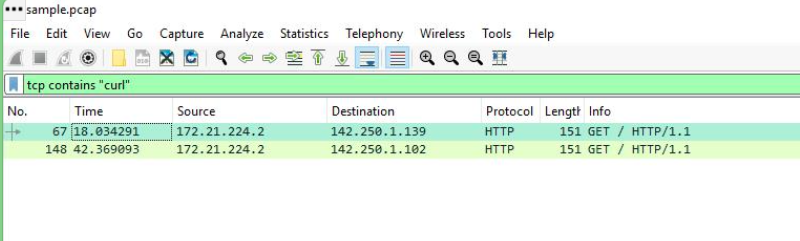 sample.pcap
File Edit View Go Capture Analyze Statistics Telephony Wireless Tools Help
tcp contains "curl"
No. Time Source Destination Protocol Length Info
67 18.034291 172.21.224.2 142.250.1.139 HTTP 151 GET / HTTP/1.1
148 42.369093 172.21.224.2 142.250.1.102 HTTP 151 GET / HTTP/1.1